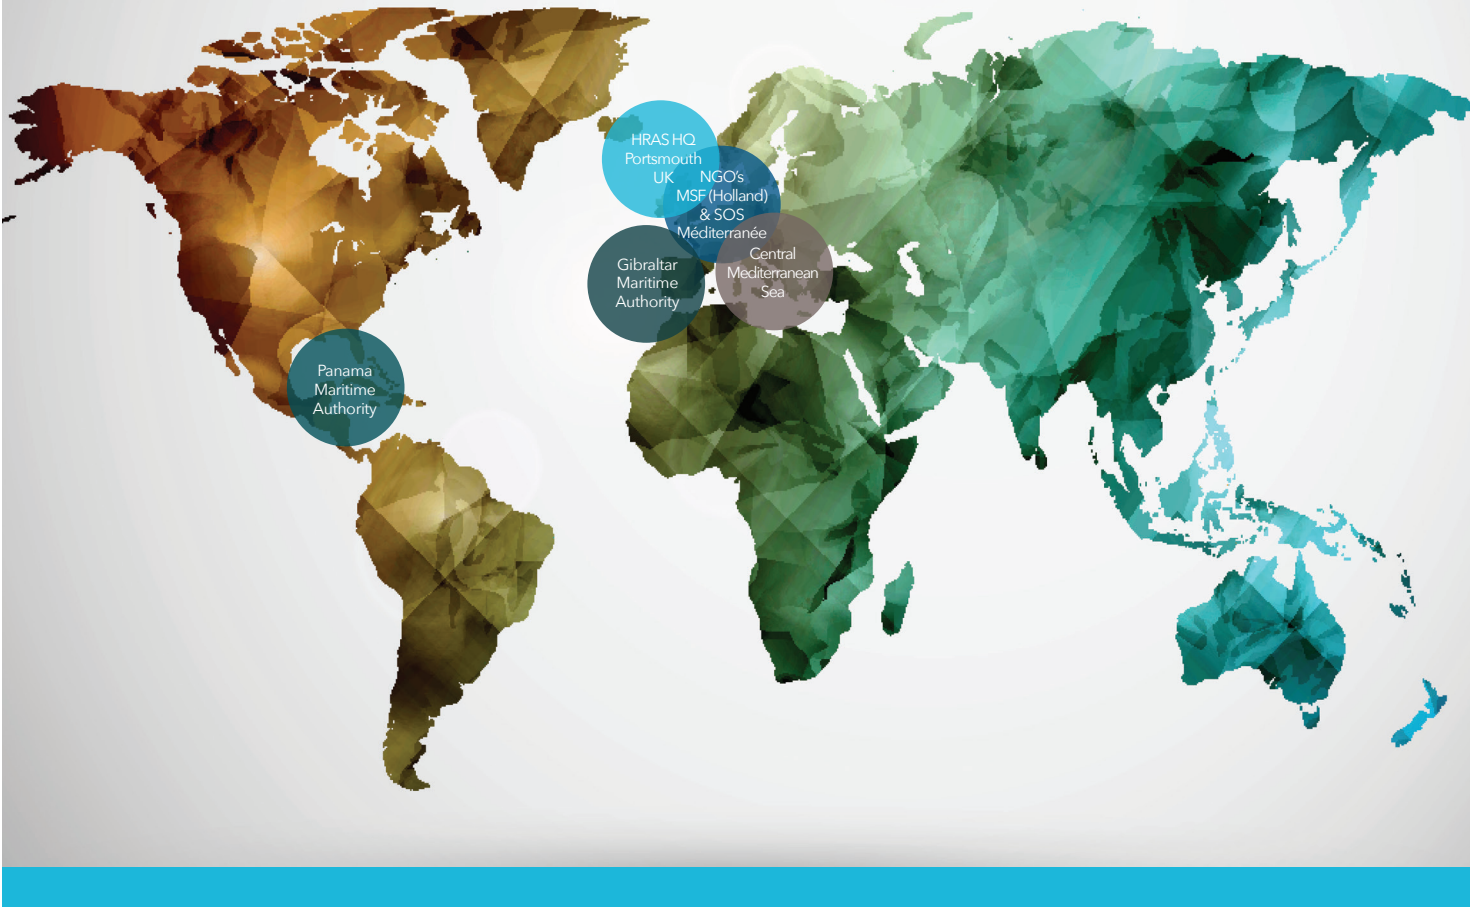 HRAS HQ
Portsmouth
UK
NGO's
MSF (Holland)
& SOS
Méditerranée
Central
Mediterranean
Sea
Gibraltar
Maritime
Authority
Panama
Maritime
Authority